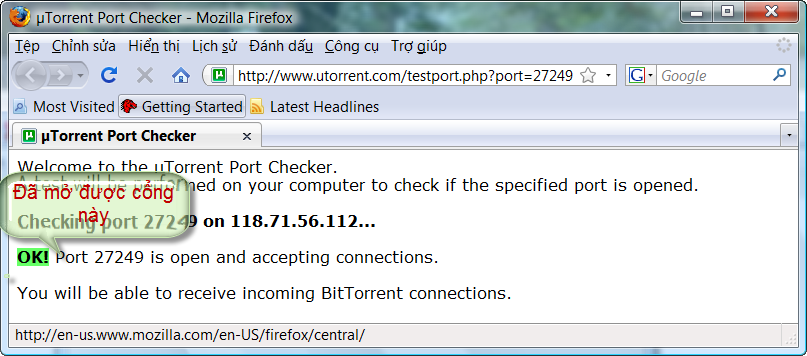 µTorrent Port Checker - Mozilla Firefox
Tệp Chỉnh sửa Hiển thị Lịch sử Đánh dấu Công cụ Trợ giúp
http://www.utorrent.com/testport.php?port=27249 Google
Most Visited Getting Started Latest Headlines
µTorrent Port Checker
Welcome to the µTorrent Port Checker.
A test will be performed on your computer to check if the specified port is opened.
Đã mở được cổng
này
Checking port 27249 on 118.71.56.112...
OK! Port 27249 is open and accepting connections.
You will be able to receive incoming BitTorrent connections.
http://en-us.www.mozilla.com/en-US/firefox/central/